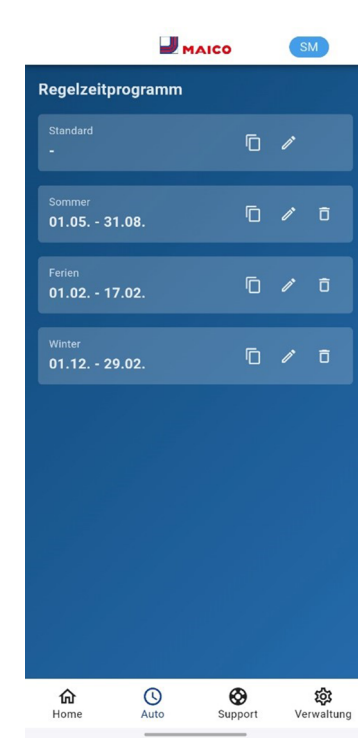 MAICO
SM
Regelzeitprogramm
Standard
-
Sommer
01.05. - 31.08.
Ferien
01.02. - 17.02.
Winter
01.12. - 29.02.
Home
Auto
Support
Verwaltung